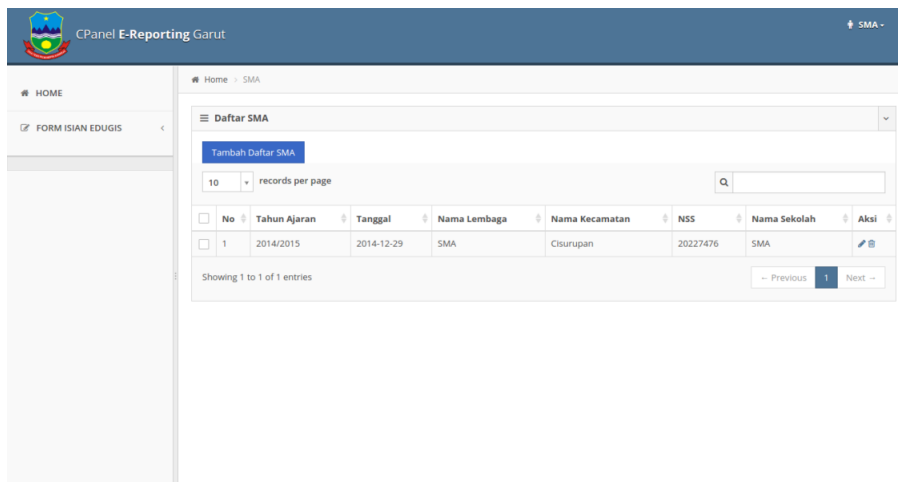 CPanel E-Reporting Garut
SMA
HOME
FORM ISIAN EDUGIS
Home SMA
Daftar SMA
Tambah Daftar SMA
10 records per page
No Tahun Ajaran Tanggal Nama Lembaga Nama Kecamatan NSS Nama Sekolah Aksi
1 2014/2015 2014-12-29 SMA Cisurupan 20227476 SMA
Showing 1 to 1 of 1 entries
← Previous 1 Next →